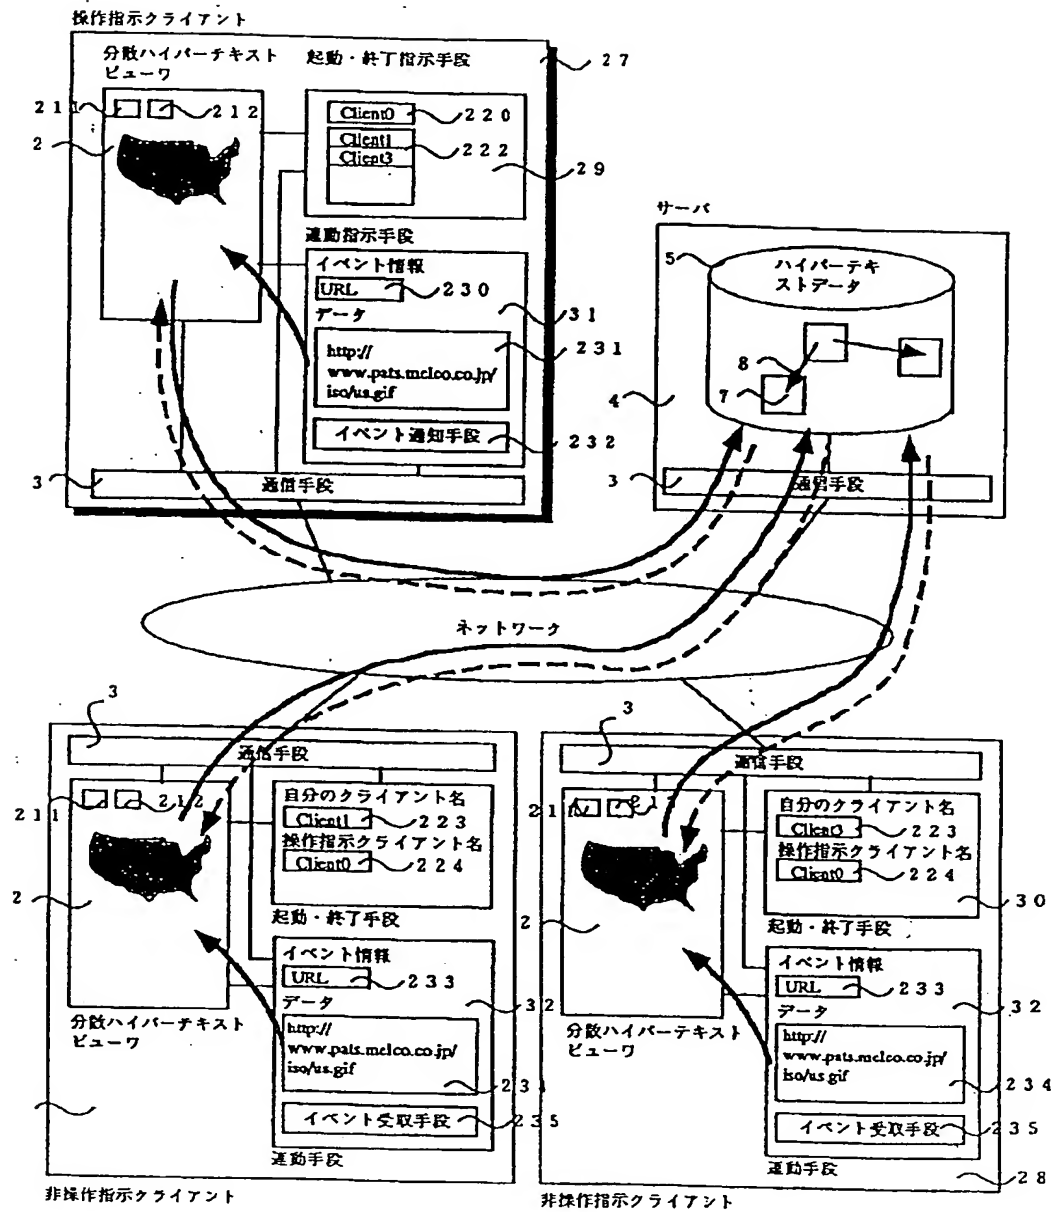 操作指示クライアント
分散ハイパーテキスト
ビューワ
起動・終了指示手段
27
211
212
2
Client0
220
Client1
222
Client3
29
連動指示手段
イベント情報
URL
230
31
データ
http://
www.pats.melco.co.jp/
iso/us.gif
231
イベント通知手段
232
3
通信手段
サーバ
5
ハイパーテキ
ストデータ
8
7
4
3
通信手段
ネットワーク
3
通信手段
211
212
2
自分のクライアント名
Client1
223
操作指示クライアント名
Client0
224
起動・終了手段
イベント情報
URL
233
32
データ
http://
www.pats.melco.co.jp/
iso/us.gif
イベント受取手段
235
連動手段
分散ハイパーテキスト
ビューワ
非操作指示クライアント
3
通信手段
2
自分のクライアント名
Client3
223
操作指示クライアント名
Client0
224
30
起動・終了手段
イベント情報
URL
233
32
データ
http://
www.pats.melco.co.jp/
iso/us.gif
234
イベント受取手段
235
連動手段
28
分散ハイパーテキスト
ビューワ
非操作指示クライアント